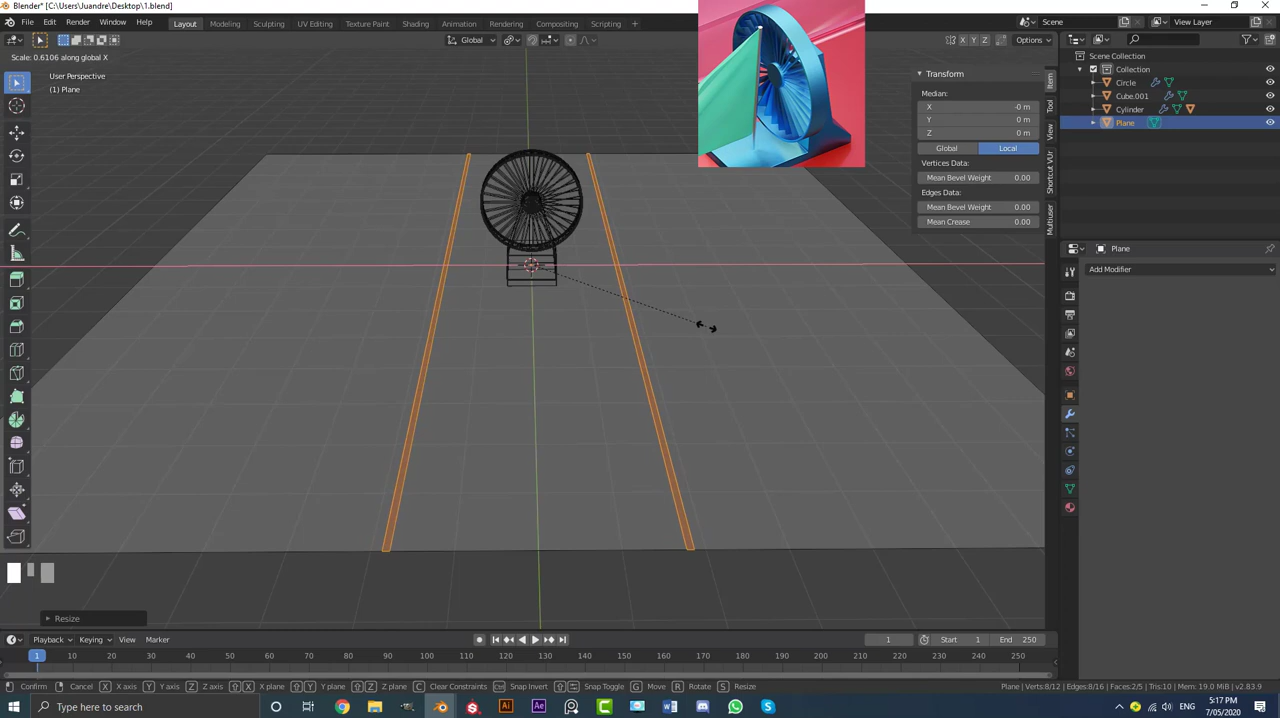 Blender* [C:\Users\Juandre\Desktop\1.blend]
File Edit Render Window Help Layout Modeling Sculpting UV Editing Texture Paint Shading Animation Rendering Compositing Scripting + Scene View Layer
Global X Y Z Options
Scale: 0.6106 along global X
User Perspective
(1) Plane
Transform
Median:
X -0 m
Y 0 m
Z 0 m
Global Local
Vertices Data:
Mean Bevel Weight 0.00
Edges Data:
Mean Bevel Weight 0.00
Mean Crease 0.00
Item
Tool
View
Shortcut VUr
Multiuser
Scene Collection
Collection
Circle
Cube.001
Cylinder
Plane
Plane
Add Modifier
Resize
Playback Keying View Marker 1 Start 1 End 250
1 10 20 30 40 50 60 70 80 90 100 110 120 130 140 150 160 170 180 190 200 210 220 230 240 250
Confirm Cancel X X axis Y Y axis Z Z axis X X plane Y Y plane Z Z plane C Clear Constraints Ctrl Snap Invert Snap Toggle G Move R Rotate S Resize Plane | Verts:8/12 | Edges:8/16 | Faces:2/5 | Tris:10 | Mem: 19.0 MiB | v2.83.9
Type here to search Ai Ae ENG 5:17 PM 7/05/2020